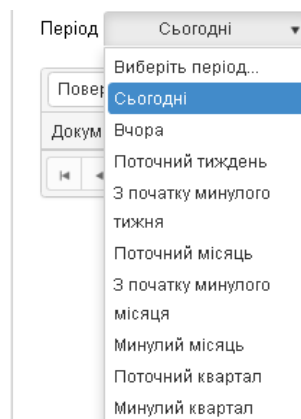 Період Сьогодні
Виберіть період...
Сьогодні
Вчора
Поточний тиждень
З початку минулого
тижня
Поточний місяць
З початку минулого
місяця
Минулий місяць
Поточний квартал
Минулий квартал